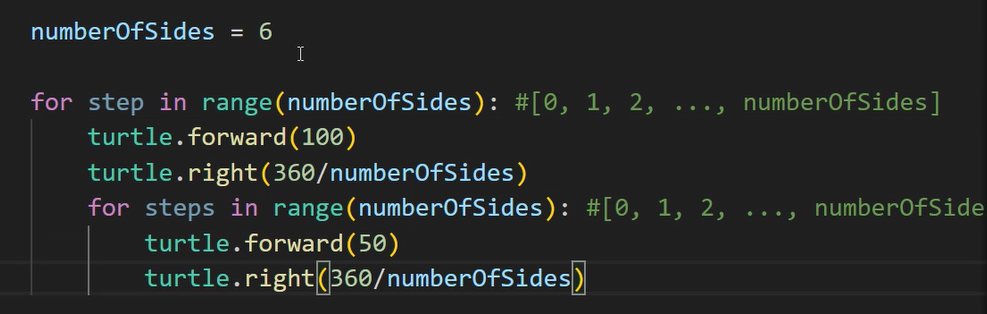 numberOfSides = 6
for step in range(numberOfSides): #[0, 1, 2, ..., numberOfSides]
turtle.forward(100)
turtle.right(360/numberOfSides)
for steps in range(numberOfSides): #[0, 1, 2, ..., numberOfSide
turtle.forward(50)
turtle.right(360/numberOfSides)